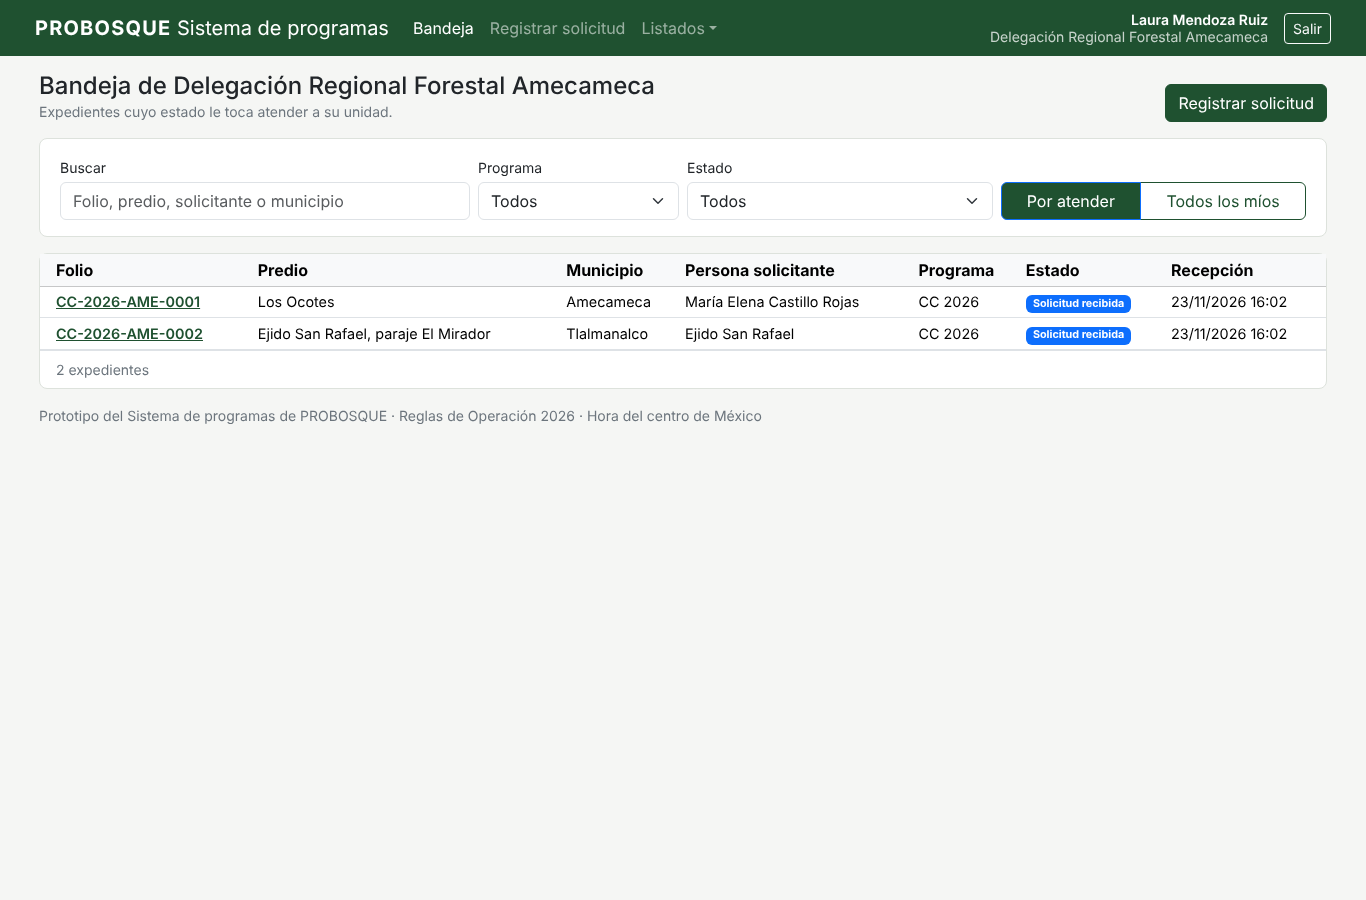 PROBOSQUE Sistema de programas Bandeja Registrar solicitud Listados
Laura Mendoza Ruiz
Delegación Regional Forestal Amecameca
Salir
Bandeja de Delegación Regional Forestal Amecameca
Expedientes cuyo estado le toca atender a su unidad.
Registrar solicitud
Buscar Programa Estado
Folio, predio, solicitante o municipio Todos Todos Por atender Todos los míos
Folio Predio Municipio Persona solicitante Programa Estado Recepción
CC-2026-AME-0001 Los Ocotes Amecameca María Elena Castillo Rojas CC 2026 Solicitud recibida 23/11/2026 16:02
CC-2026-AME-0002 Ejido San Rafael, paraje El Mirador Tlalmanalco Ejido San Rafael CC 2026 Solicitud recibida 23/11/2026 16:02
2 expedientes
Prototipo del Sistema de programas de PROBOSQUE · Reglas de Operación 2026 · Hora del centro de México